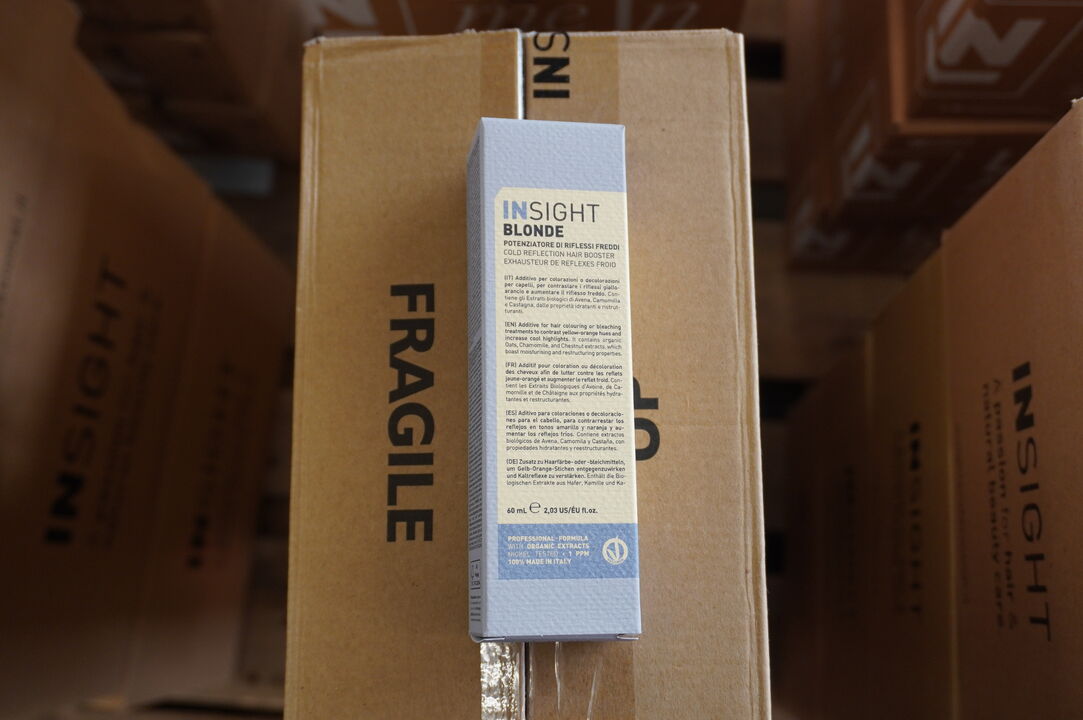 men
INSIGHT
INSIGHT
BLONDE
POTENZIATORE DI RIFLESSI FREDDI
COLD REFLECTION HAIR BOOSTER
EXHAUSTEUR DE REFLEXES FROID
(IT) Additivo per colorazioni o decolorazioni
per capelli, per contrastare i riflessi giallo-
arancio e aumentare il riflesso freddo. Con-
tiene gli Estratti biologici di Avena, Camomilla
e Castagna, dalle proprietà idratanti e ristrut-
turanti.
(EN) Additive for hair colouring or bleaching
treatments to contrast yellow-orange hues and
increase cool highlights. It contains organic
Oats, Chamomile, and Chestnut extracts, which
boast moisturising and restructuring properties.
(FR) Additif pour coloration ou décoloration
des cheveux afin de lutter contre les reflets
jaune-orangé et augmenter le reflet froid. Con-
tient les Extraits Biologiques d'Avoine, de Ca-
momille et de Châtaigne aux propriétés hydra-
tantes et restructurantes.
(ES) Aditivo para coloraciones o decoloracio-
nes para el cabello, para contrarrestar los
reflejos en tonos amarillo y naranja y au-
mentar los reflejos fríos. Contiene extractos
biológicos de Avena, Camomila y Castaña, con
propiedades hidratantes y reestructurantes.
(DE) Zusatz zu Haarfärbe- oder -bleichmitteln,
um Gelb-Orange-Stichen entgegenzuwirken
und Kaltreflexe zu verstärken. Enthält die Bio-
logischen Extrakte aus Hafer, Kamille und Ka-
60 mL ℮ 2,03 US/ÉU fl.oz.
PROFESSIONAL FORMULA
WITH ORGANIC EXTRACTS
NICKEL TESTED < 1 PPM
100% MADE IN ITALY
INS
FRAGILE
UP
INSIGHT
A passion for hair &
natural beauty care.
INSIGHT